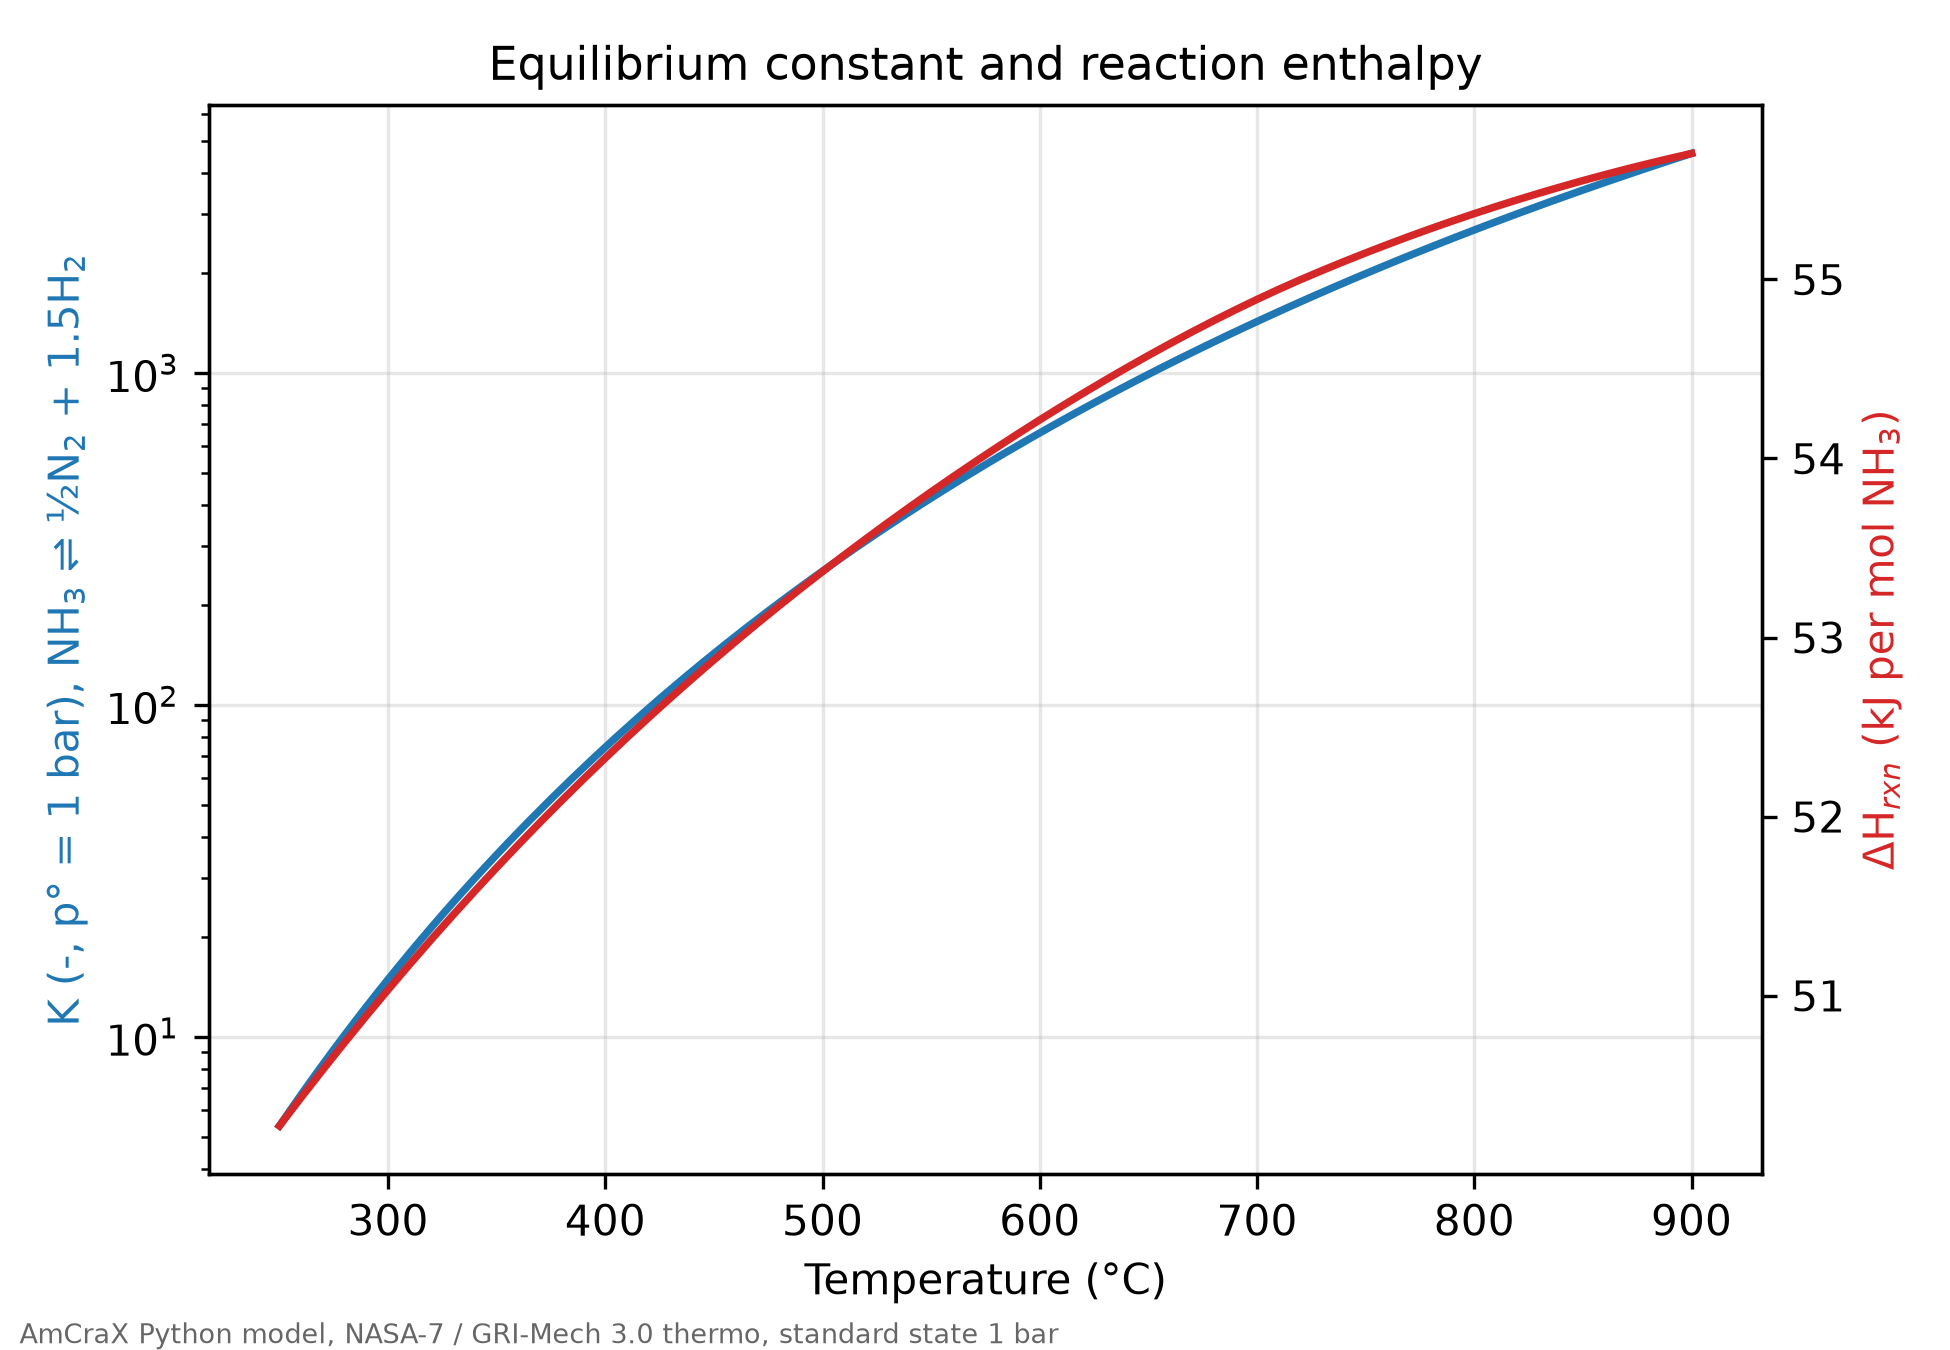 Equilibrium constant and reaction enthalpy
K (-, p° = 1 bar), NH₃ ⇌ ½N₂ + 1.5H₂
10³
10²
10¹
55
54
53
52
51
ΔHᵣₓₙ (kJ per mol NH₃)
300 400 500 600 700 800 900
Temperature (°C)
AmCraX Python model, NASA-7 / GRI-Mech 3.0 thermo, standard state 1 bar